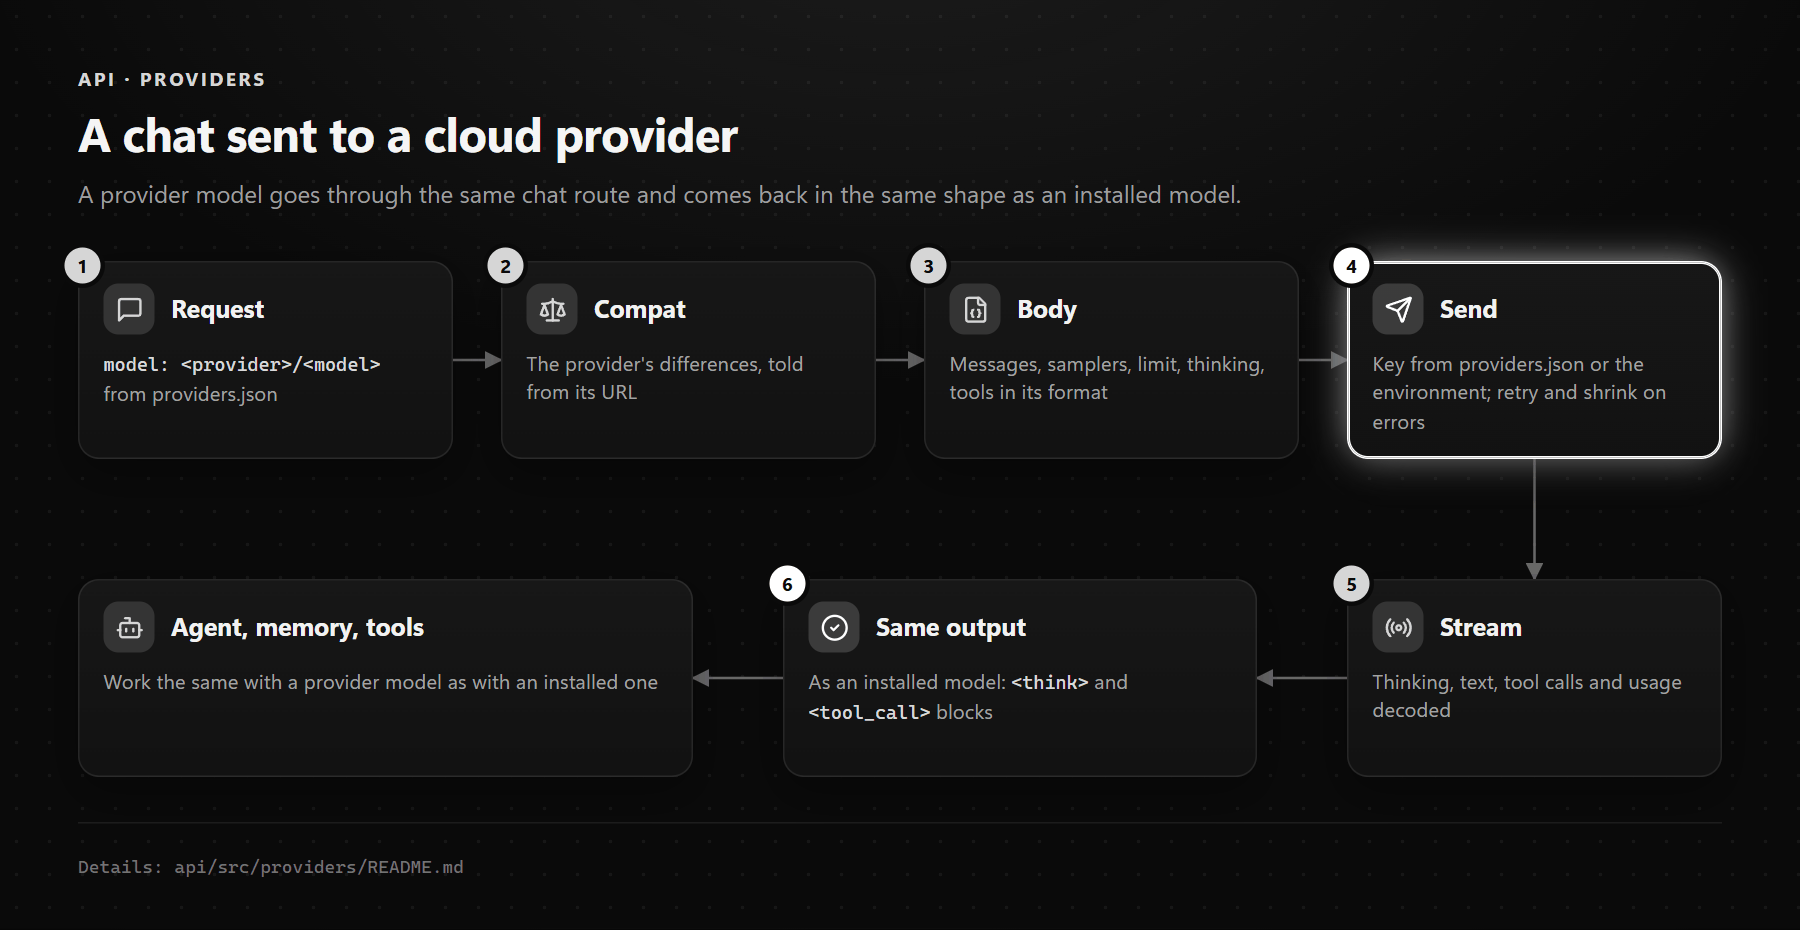 API · PROVIDERS
A chat sent to a cloud provider
A provider model goes through the same chat route and comes back in the same shape as an installed model.
1
Request
model: <provider>/<model>
from providers.json
2
Compat
The provider's differences, told
from its URL
3
Body
Messages, samplers, limit, thinking,
tools in its format
4
Send
Key from providers.json or the
environment; retry and shrink on
errors
5
Stream
Thinking, text, tool calls and usage
decoded
6
Same output
As an installed model: <think> and
<tool_call> blocks
Agent, memory, tools
Work the same with a provider model as with an installed one
Details: api/src/providers/README.md